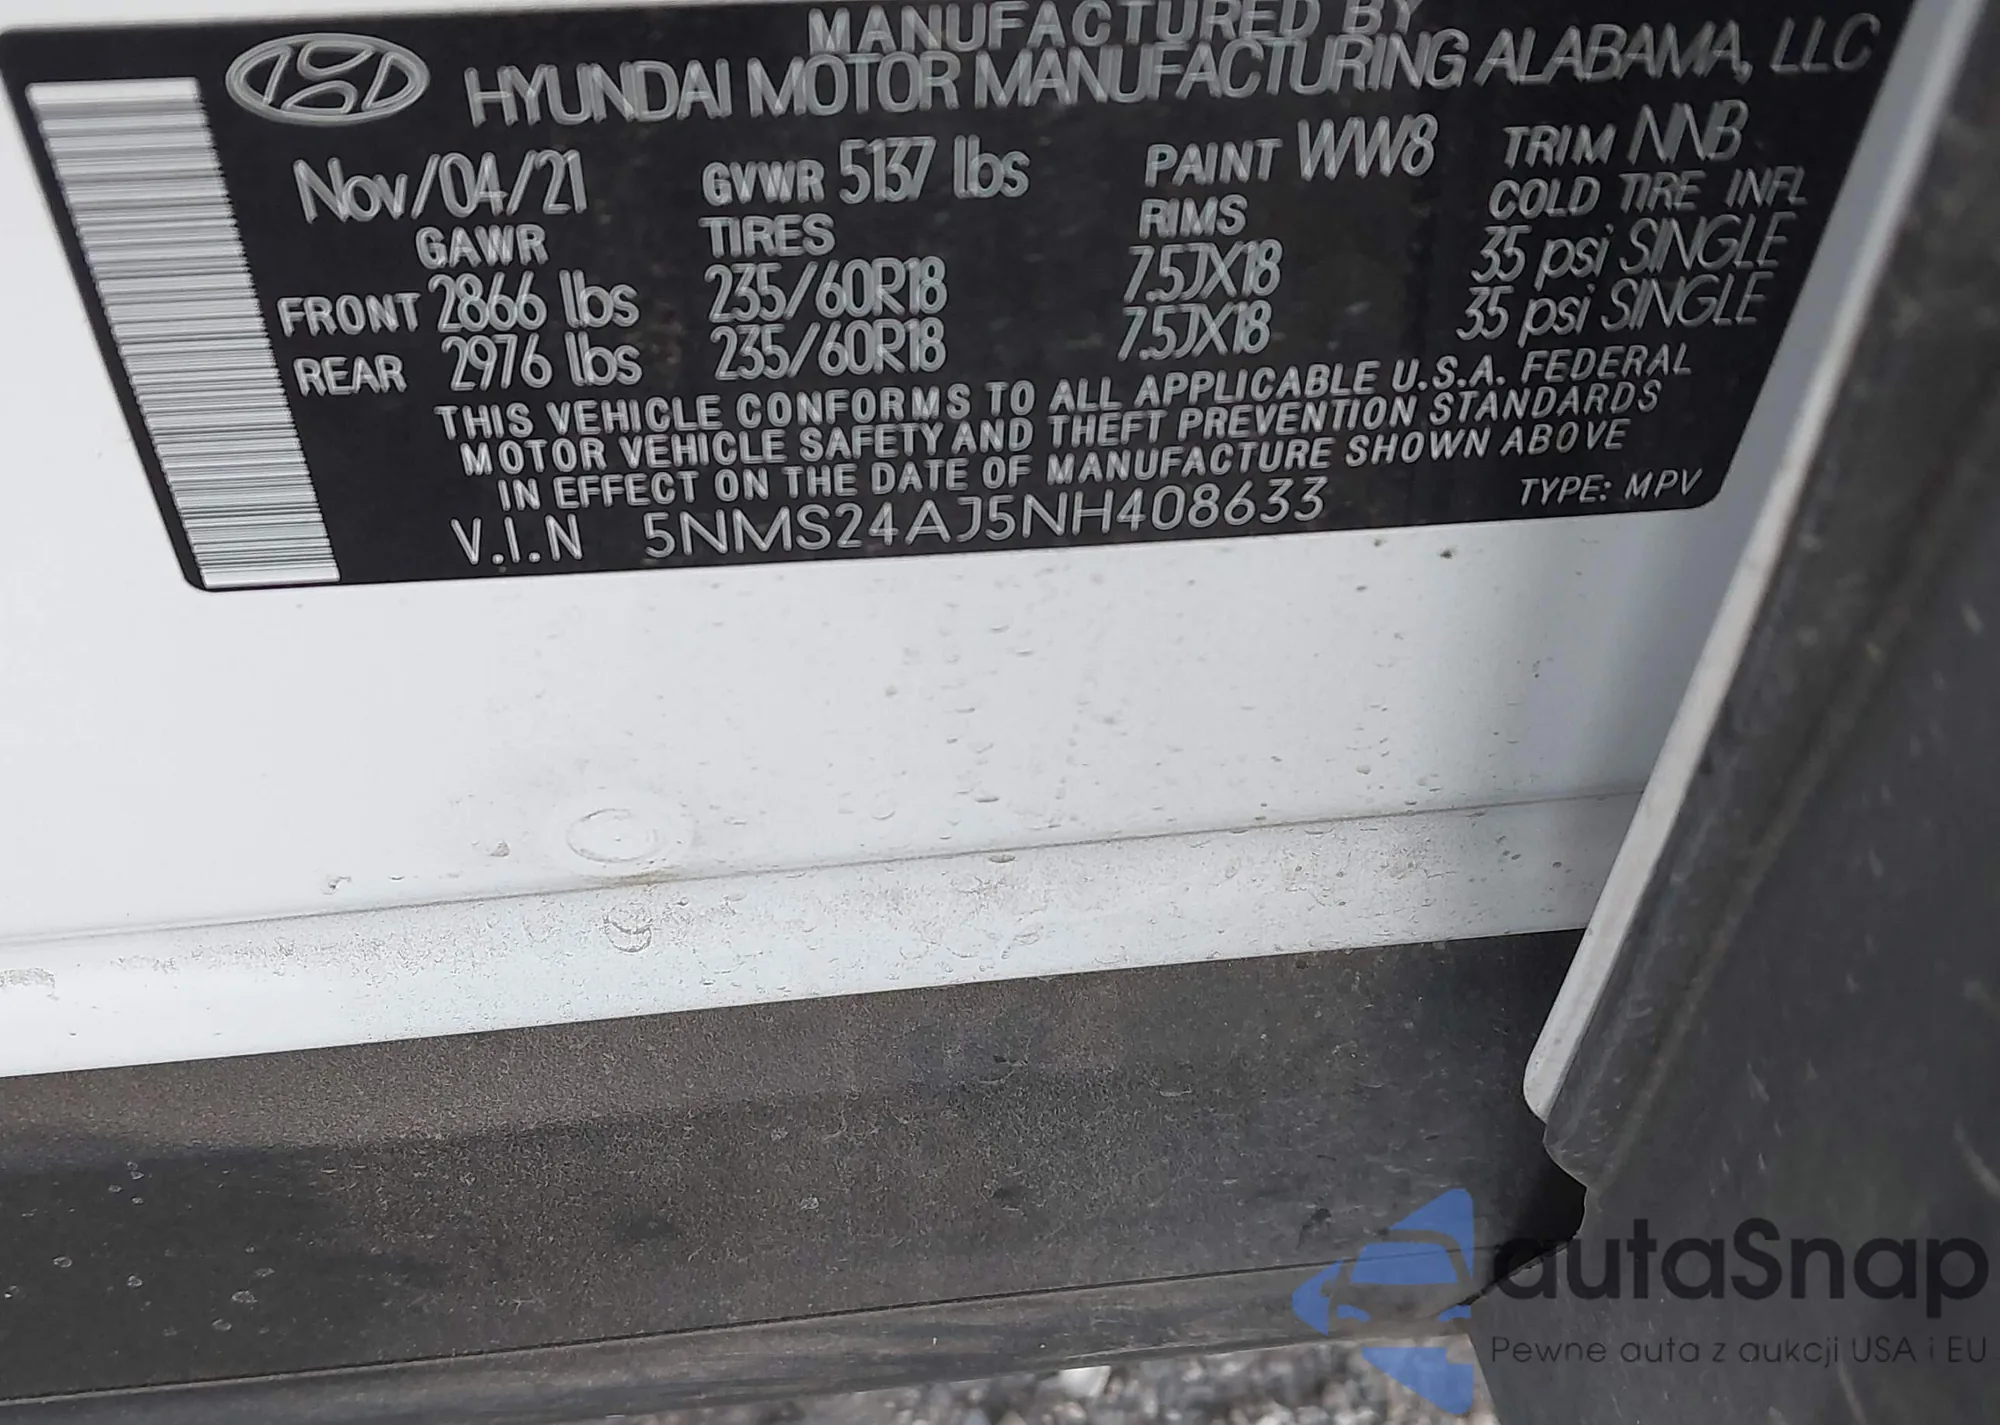 MANUFACTURED BY
HYUNDAI MOTOR MANUFACTURING ALABAMA, LLC
Nov/04/21 GVWR 5137 lbs PAINT WW8 TRIM NNB
GAWR TIRES RIMS COLD TIRE INFL
FRONT 2866 lbs 235/60R18 7.5JX18 35 psi SINGLE
REAR 2976 lbs 235/60R18 7.5JX18 35 psi SINGLE
THIS VEHICLE CONFORMS TO ALL APPLICABLE U.S.A. FEDERAL
MOTOR VEHICLE SAFETY AND THEFT PREVENTION STANDARDS
IN EFFECT ON THE DATE OF MANUFACTURE SHOWN ABOVE
V.I.N 5NMS24AJ5NH408633 TYPE: MPV
autaSnap
Pewne auta z aukcji USA i EU